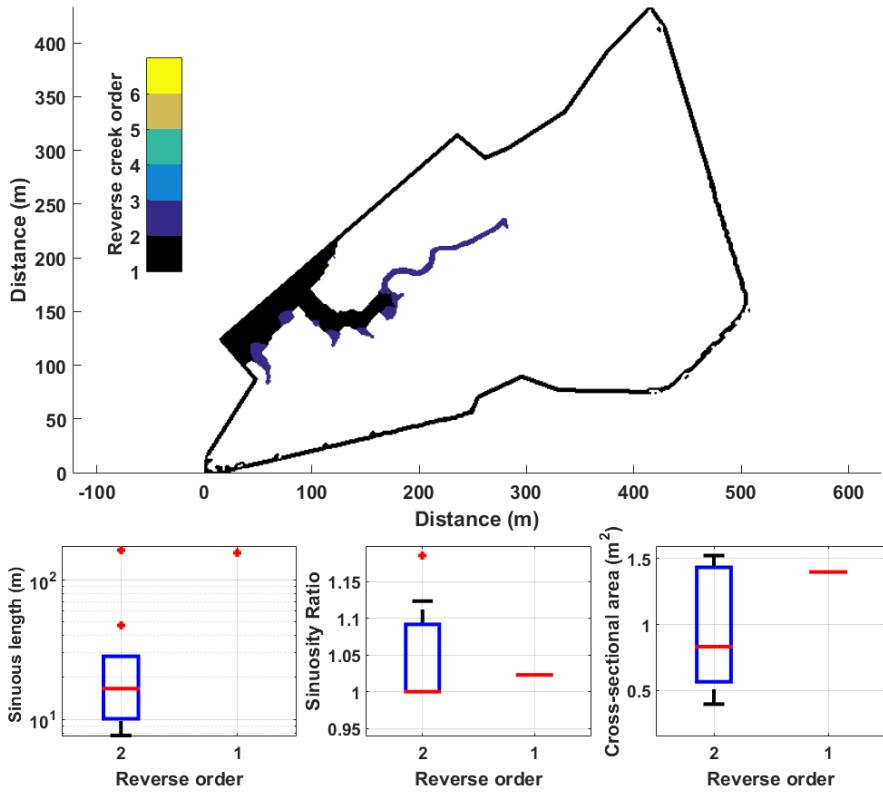 400
350
300
250
200
150
100
50
0
Distance (m)
Reverse creek order
6
5
4
3
2
1
-100 0 100 200 300 400 500 600
Distance (m)
Sinuous length (m)
10²
10¹
2 1
Reverse order
Sinuosity Ratio
1.15
1.1
1.05
1
0.95
2 1
Reverse order
Cross-sectional area (m²)
1.5
1
0.5
2 1
Reverse order